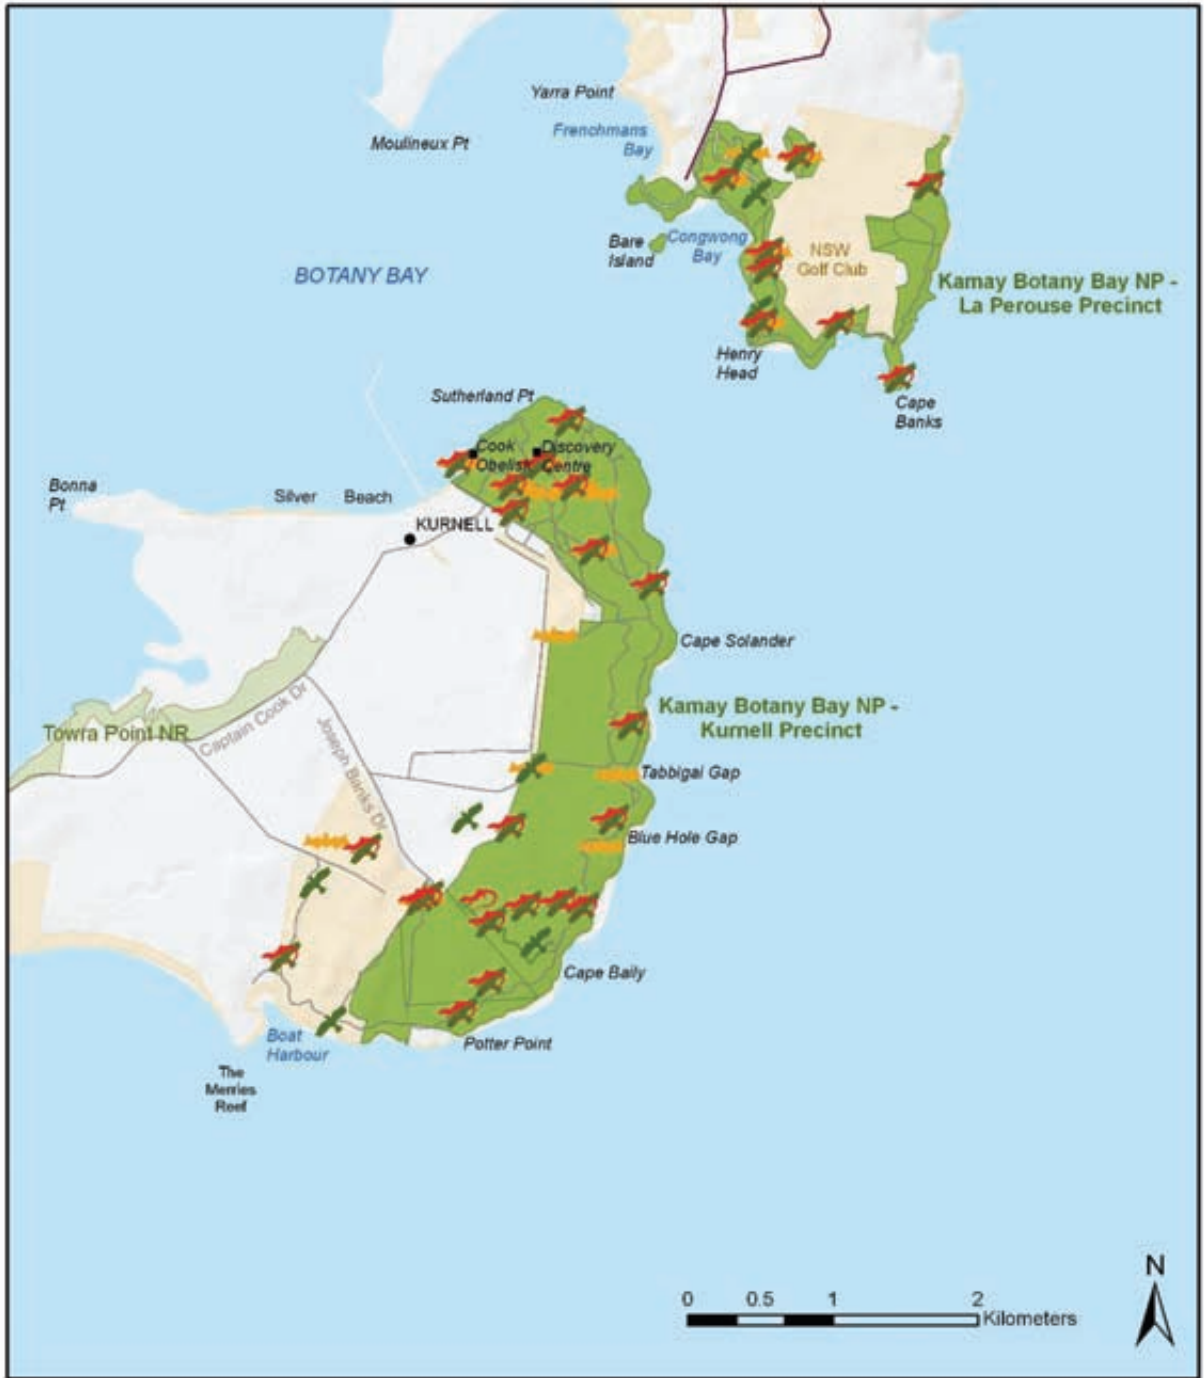 Yarra Point
Frenchmans
Bay
Moulineux Pt
Bare
Island
Congwong
Bay
NSW
Golf Club
BOTANY BAY
Kamay Botany Bay NP -
La Perouse Precinct
Henry
Head
Cape
Banks
Sutherland Pt
Cook
Obelisk
Discovery
Centre
Bonna
Pt
Silver Beach
KURNELL
Cape Solander
Kamay Botany Bay NP -
Kurnell Precinct
Towra Point NR
Captain Cook Dr
Joseph Banks Dr
Tabbigai Gap
Blue Hole Gap
Cape Baily
Potter Point
Boat
Harbour
The
Merries
Reef
N
0 0.5 1 2
Kilometers